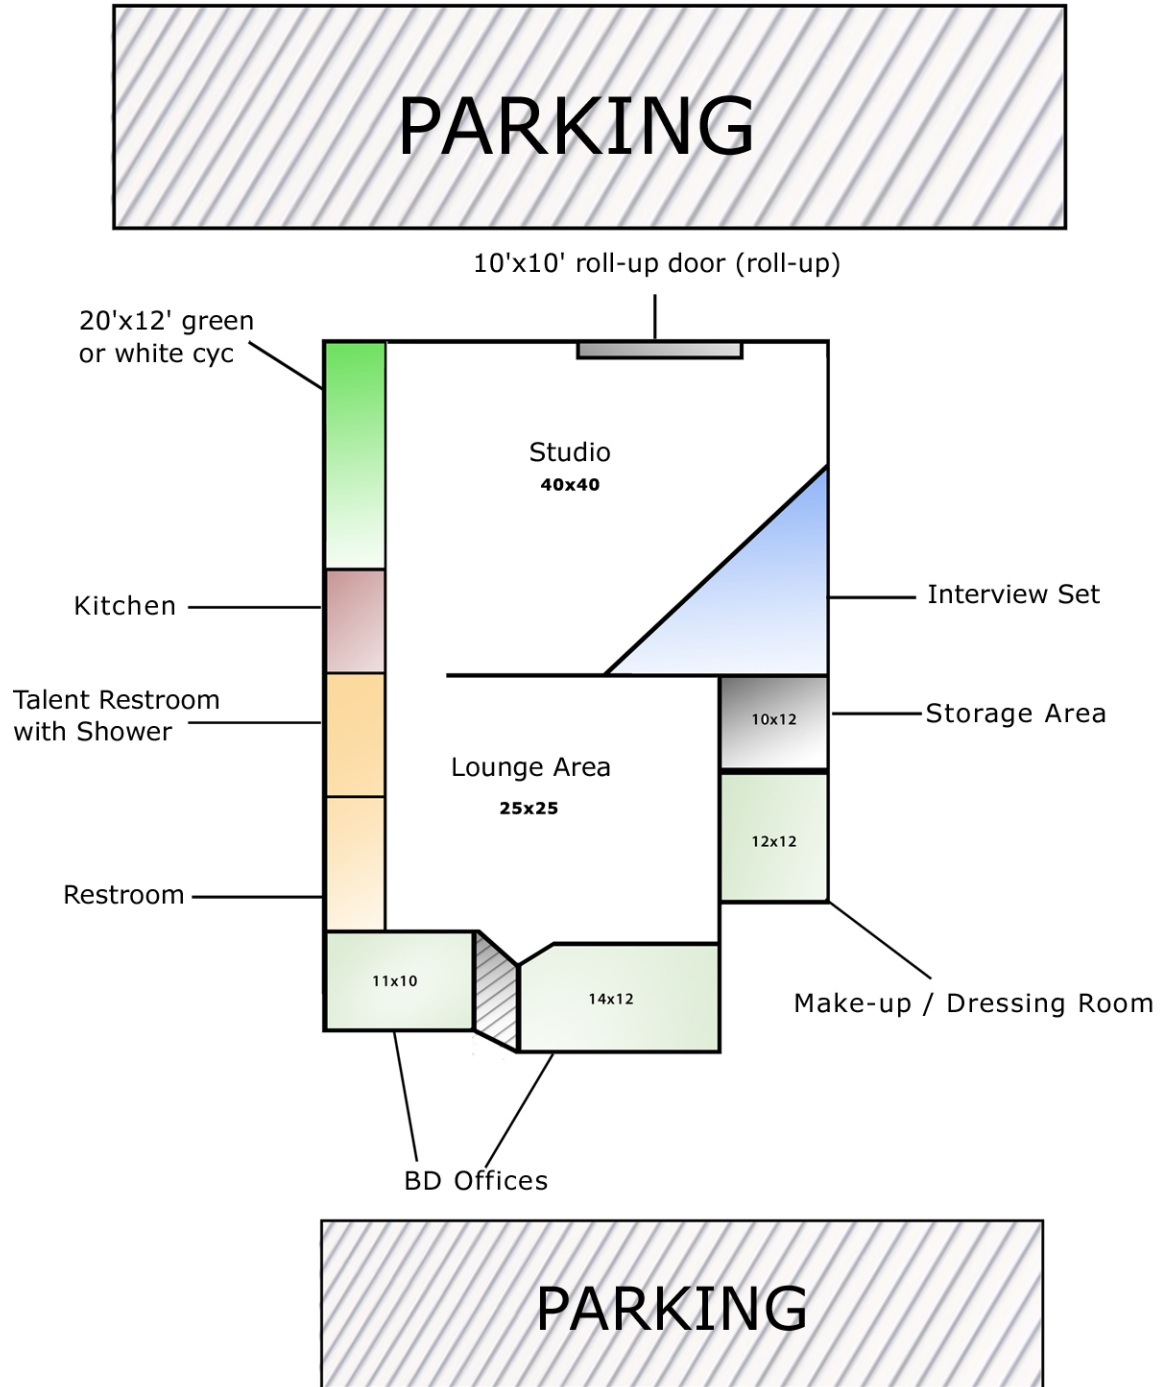 PARKING
10'x10' roll-up door (roll-up)
20'x12' green
or white cyc
Studio
40x40
Kitchen
Interview Set
Talent Restroom
with Shower
10x12
Storage Area
Lounge Area
25x25
12x12
Restroom
11x10
14x12
Make-up / Dressing Room
BD Offices
PARKING